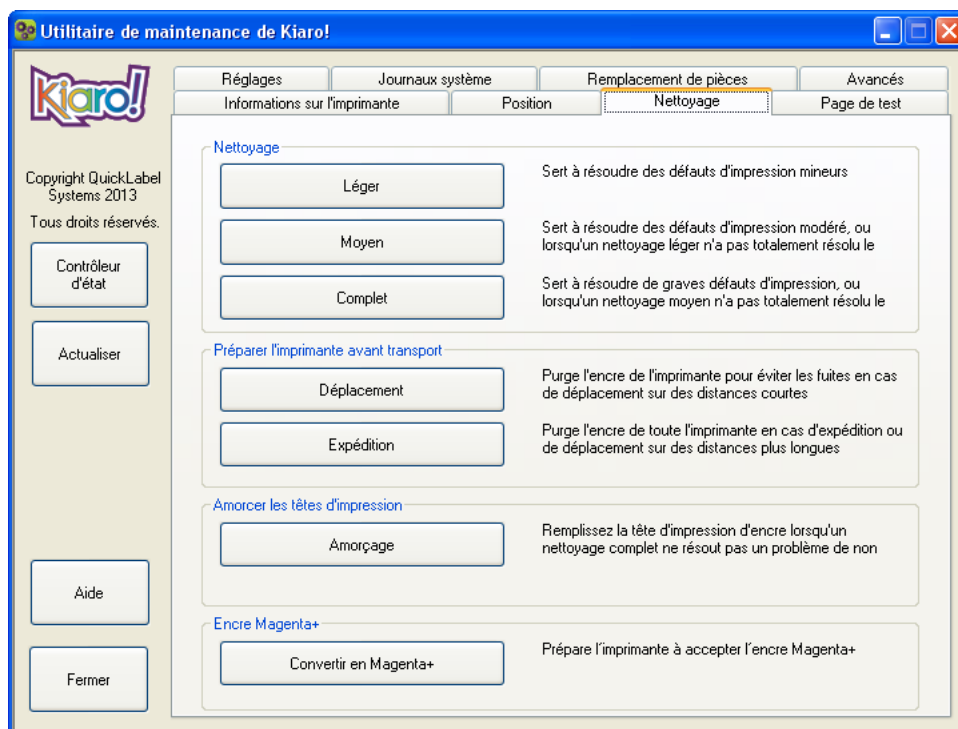 Utilitaire de maintenance de Kiaro!
Kiaro!
Copyright QuickLabel
Systems 2013
Tous droits réservés.
Contrôleur
d'état
Actualiser
Aide
Fermer
Réglages
Journaux système
Remplacement de pièces
Avancés
Informations sur l'imprimante
Position
Nettoyage
Page de test
Nettoyage
Léger
Sert à résoudre des défauts d'impression mineurs
Moyen
Sert à résoudre des défauts d'impression modéré, ou
lorsqu'un nettoyage léger n'a pas totalement résolu le
Complet
Sert à résoudre de graves défauts d'impression, ou
lorsqu'un nettoyage moyen n'a pas totalement résolu le
Préparer l'imprimante avant transport
Déplacement
Purge l'encre de l'imprimante pour éviter les fuites en cas
de déplacement sur des distances courtes
Expédition
Purge l'encre de toute l'imprimante en cas d'expédition ou
de déplacement sur des distances plus longues
Amorcer les têtes d'impression
Amorçage
Remplissez la tête d'impression d'encre lorsqu'un
nettoyage complet ne résout pas un problème de non
Encre Magenta+
Convertir en Magenta+
Prépare l´imprimante à accepter l´encre Magenta+